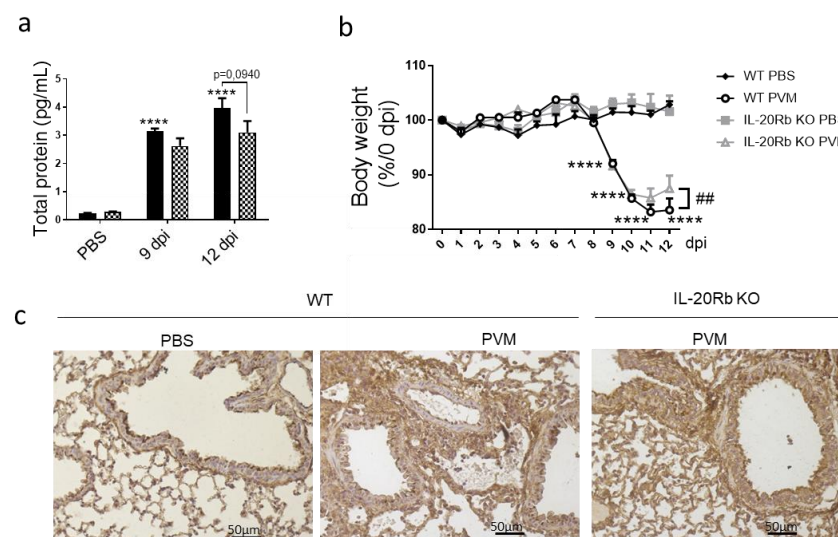 a
b
Total protein (pg/mL)
5
4
3
2
1
0
****
****
p=0,0940
PBS
9 dpi
12 dpi
Body weight
(%/0 dpi)
110
100
90
80
****
****
****
****
##
0 1 2 3 4 5 6 7 8 9 10 11 12 dpi
WT PBS
WT PVM
IL-20Rb KO PB
IL-20Rb KO PV
c
WT
IL-20Rb KO
PBS
PVM
PVM
50µm
50µm
50µm